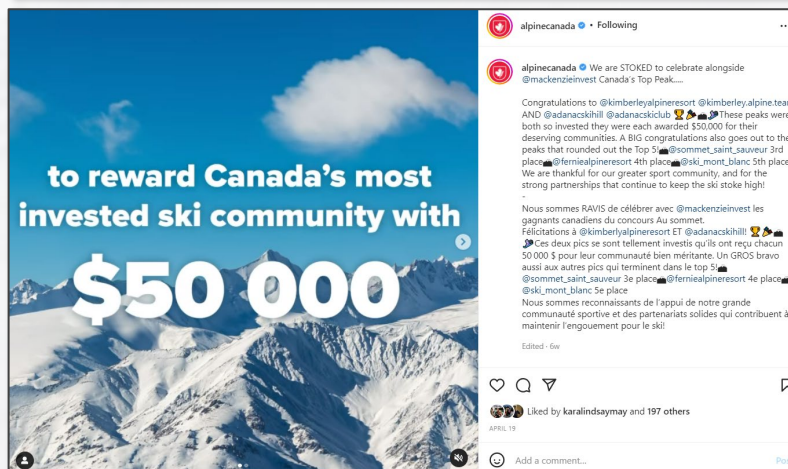 to reward Canada's most
invested ski community with
$50 000
alpinecanada • Following
alpinecanada We are STOKED to celebrate alongside
@mackenzieinvest Canada's Top Peak.....
Congratulations to @kimberleyalpineresort @kimberley.alpine.team
AND @adanacskihill @adanacskiclub 🏆🎉🏔🎿These peaks were
both so invested they were each awarded $50,000 for their
deserving communities. A BIG congratulations also goes out to the
peaks that rounded out the Top 5!🏔@sommet_saint_sauveur 3rd
place🏔@ferniealpineresort 4th place🏔@ski_mont_blanc 5th place
We are thankful for our greater sport community, and for the
strong partnerships that continue to keep the ski stoke high!
-
Nous sommes RAVIS de célébrer avec @mackenzieinvest les
gagnants canadiens du concours Au sommet.
Félicitations à @kimberlyalpineresort ET @adanacskihill! 🏆🎉🏔
🎿Ces deux pics se sont tellement investis qu'ils ont reçu chacun
50 000 $ pour leur communauté bien méritante. Un GROS bravo
aussi aux autres pics qui terminent dans le top 5!🏔
@sommet_saint_sauveur 3e place🏔@ferniealpineresort 4e place🏔
@ski_mont_blanc 5e place
Nous sommes reconnaissants de l'appui de notre grande
communauté sportive et des partenariats solides qui contribuent à
maintenir l'engouement pour le ski!
Edited · 6w
Liked by karalindsaymay and 197 others
APRIL 19
Add a comment...